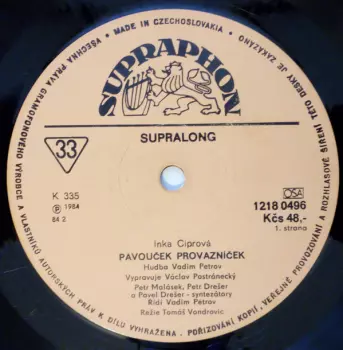 • VŠECHNA PRÁVA GRAMOFONOVÉHO VÝROBCE A VLASTNÍKŮ AUTORSKÝCH PRÁV K DÍLU VYHRAŽENA. POŘIZOVÁNÍ KOPIÍ, VEŘEJNÉ PROVOZOVÁNÍ A ROZHLASOVÉ ŠÍŘENÍ TÉTO DESKY JE ZAKÁZÁNO • MADE IN CZECHOSLOVAKIA
SUPRAPHON
SUPRALONG
33
K 335
Ⓟ 1984
84 2
OSA
1218 0496
Kčs 48,-
1. strana
Inka Ciprová
PAVOUČEK PROVAZNÍČEK
Hudba Vadim Petrov
Vypravuje Václav Postránecký
Petr Malásek, Petr Drešer
a Pavel Drešer - syntezátory
Řídí Vadim Petrov
Režie Tomáš Vondrovic